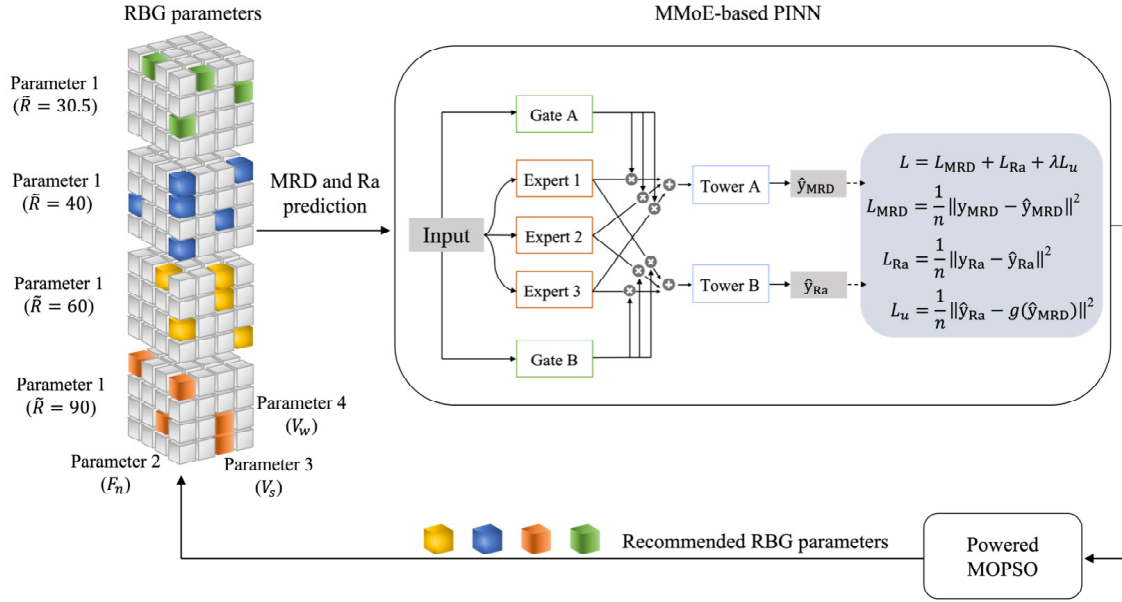 RBG parameters
MMoE-based PINN
Parameter 1
(R̄ = 30.5)
Parameter 1
(R̄ = 40)
Parameter 1
(R̃ = 60)
Parameter 1
(R̃ = 90)
Parameter 2
(Fₙ)
Parameter 3
(Vₛ)
Parameter 4
(V_w)
MRD and Ra
prediction
Input
Gate A
Expert 1
Expert 2
Expert 3
Gate B
Tower A
Tower B
ŷ_MRD
ŷ_Ra
L = L_MRD + L_Ra + λL_u
L_MRD = 1/n ||y_MRD − ŷ_MRD||²
L_Ra = 1/n ||y_Ra − ŷ_Ra||²
L_u = 1/n ||ŷ_Ra − g(ŷ_MRD)||²
Recommended RBG parameters
Powered
MOPSO